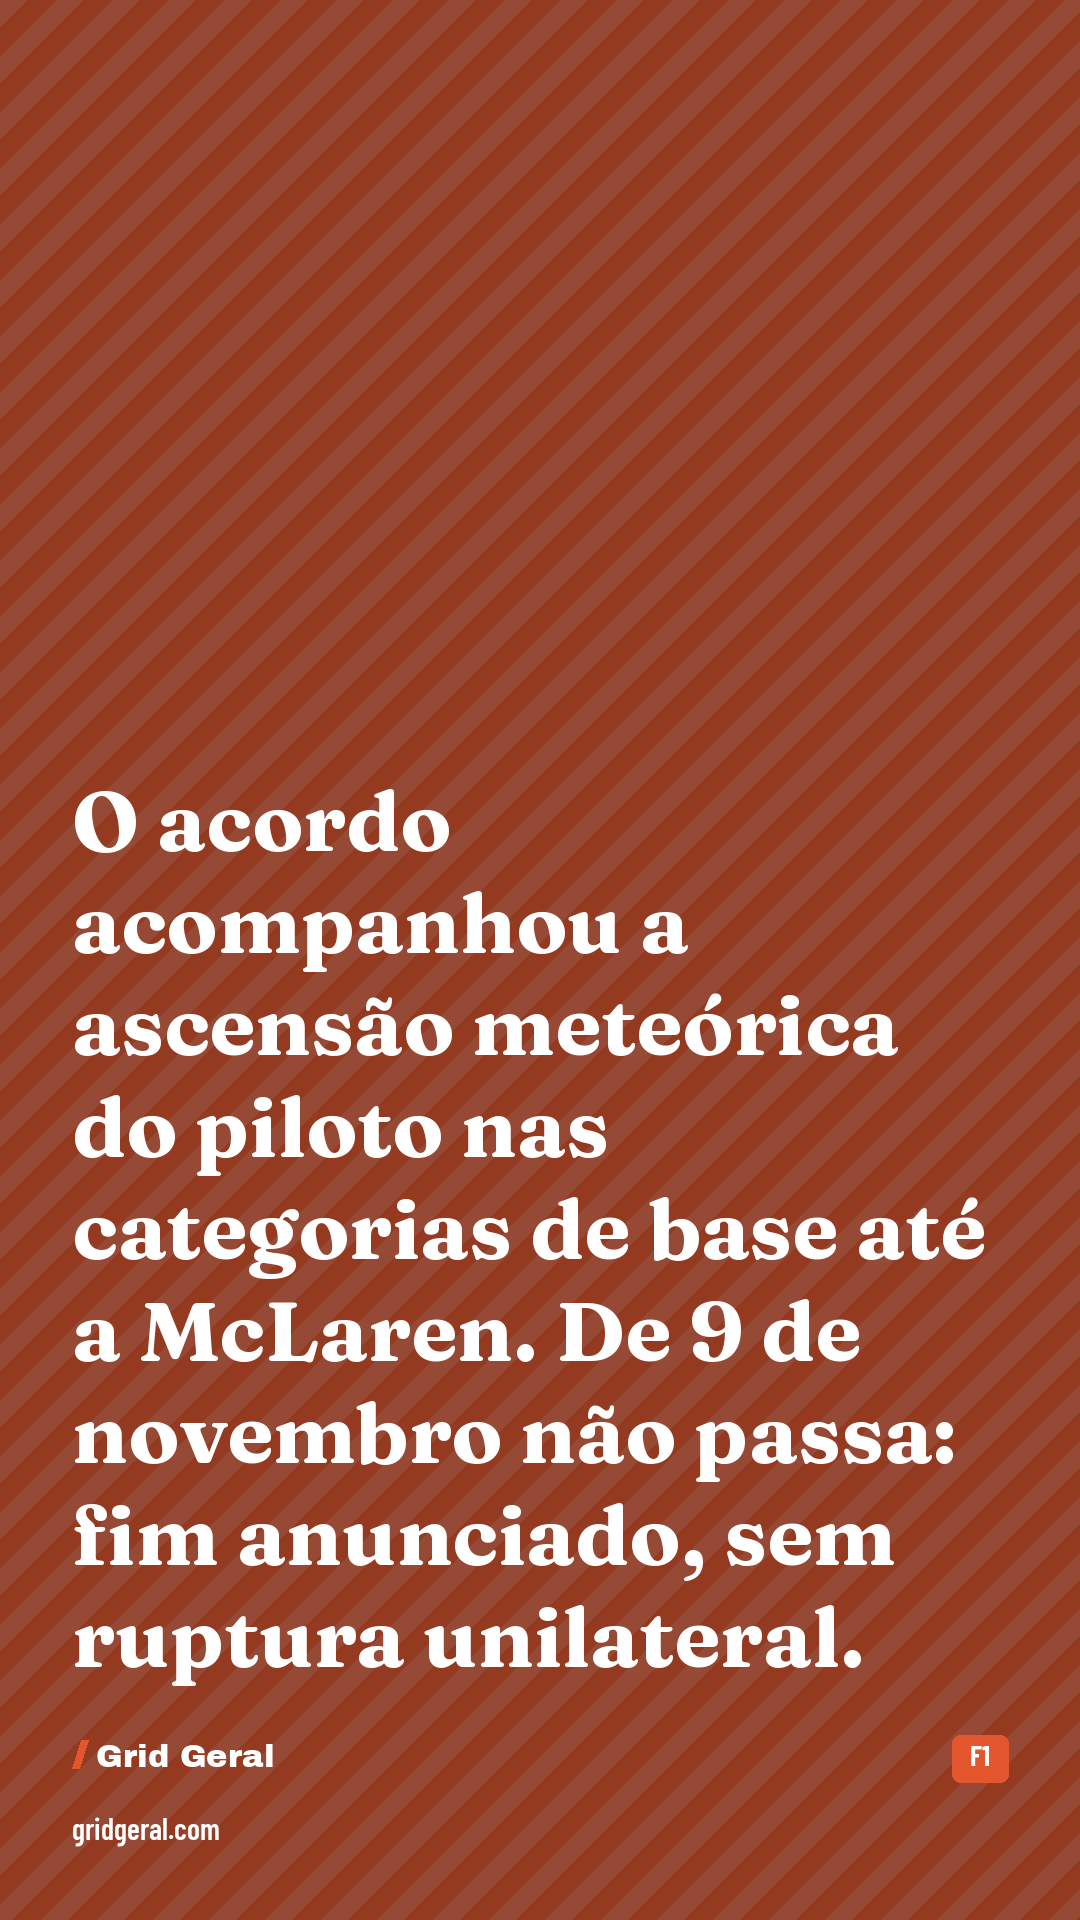 O acordo
acompanhou a
ascensão meteórica
do piloto nas
categorias de base até
a McLaren. De 9 de
novembro não passa:
fim anunciado, sem
ruptura unilateral.
Grid Geral
F1
gridgeral.com